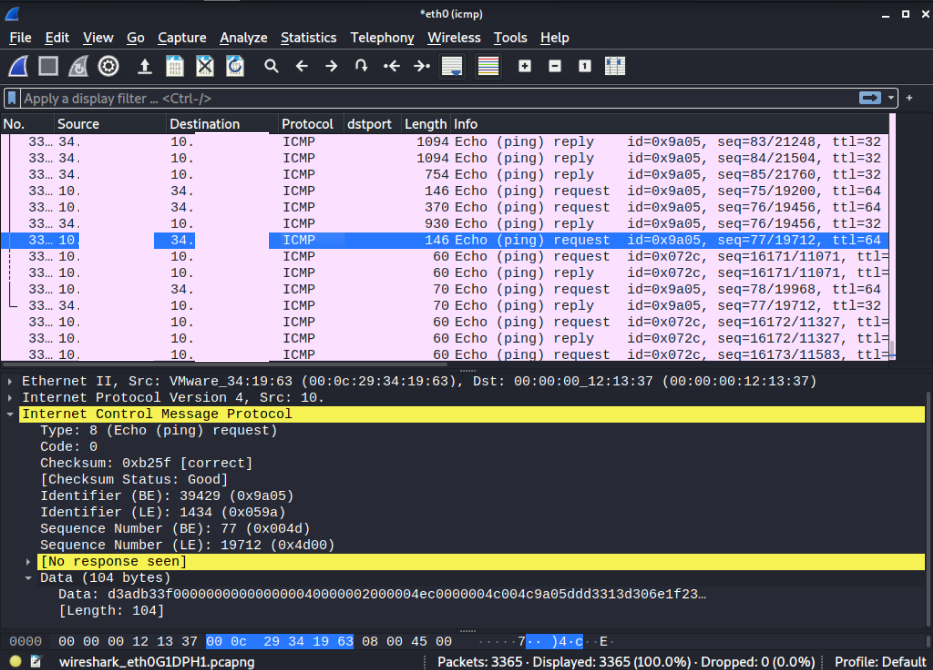 *eth0 (icmp)
File Edit View Go Capture Analyze Statistics Telephony Wireless Tools Help
Apply a display filter ... <Ctrl-/>
No. Source Destination Protocol dstport Length Info
33... 34. 10. ICMP 1094 Echo (ping) reply id=0x9a05, seq=83/21248, ttl=32
33... 34. 10. ICMP 1094 Echo (ping) reply id=0x9a05, seq=84/21504, ttl=32
33... 34. 10. ICMP 754 Echo (ping) reply id=0x9a05, seq=85/21760, ttl=32
33... 10. 34. ICMP 146 Echo (ping) request id=0x9a05, seq=75/19200, ttl=64
33... 10. 34. ICMP 370 Echo (ping) request id=0x9a05, seq=76/19456, ttl=64
33... 34. 10. ICMP 930 Echo (ping) reply id=0x9a05, seq=76/19456, ttl=32
33... 10. 34. ICMP 146 Echo (ping) request id=0x9a05, seq=77/19712, ttl=64
33... 10. 10. ICMP 60 Echo (ping) request id=0x072c, seq=16171/11071, ttl=
33... 10. 10. ICMP 60 Echo (ping) reply id=0x072c, seq=16171/11071, ttl=
33... 10. 34. ICMP 70 Echo (ping) request id=0x9a05, seq=78/19968, ttl=64
33... 34. 10. ICMP 70 Echo (ping) reply id=0x9a05, seq=77/19712, ttl=32
33... 10. 10. ICMP 60 Echo (ping) request id=0x072c, seq=16172/11327, ttl=
33... 10. 10. ICMP 60 Echo (ping) reply id=0x072c, seq=16172/11327, ttl=
33... 10. 10. ICMP 60 Echo (ping) request id=0x072c, seq=16173/11583, ttl=
Ethernet II, Src: VMware_34:19:63 (00:0c:29:34:19:63), Dst: 00:00:00_12:13:37 (00:00:00:12:13:37)
Internet Protocol Version 4, Src: 10.
Internet Control Message Protocol
Type: 8 (Echo (ping) request)
Code: 0
Checksum: 0xb25f [correct]
[Checksum Status: Good]
Identifier (BE): 39429 (0x9a05)
Identifier (LE): 1434 (0x059a)
Sequence Number (BE): 77 (0x004d)
Sequence Number (LE): 19712 (0x4d00)
[No response seen]
Data (104 bytes)
Data: d3adb33f000000000000000040000002000004ec0000004c004c9a05ddd3313d306e1f23…
[Length: 104]
0000 00 00 00 12 13 37 00 0c 29 34 19 63 08 00 45 00 ·····7·· )4·c··E·
wireshark_eth0G1DPH1.pcapng Packets: 3365 · Displayed: 3365 (100.0%) · Dropped: 0 (0.0%) Profile: Default